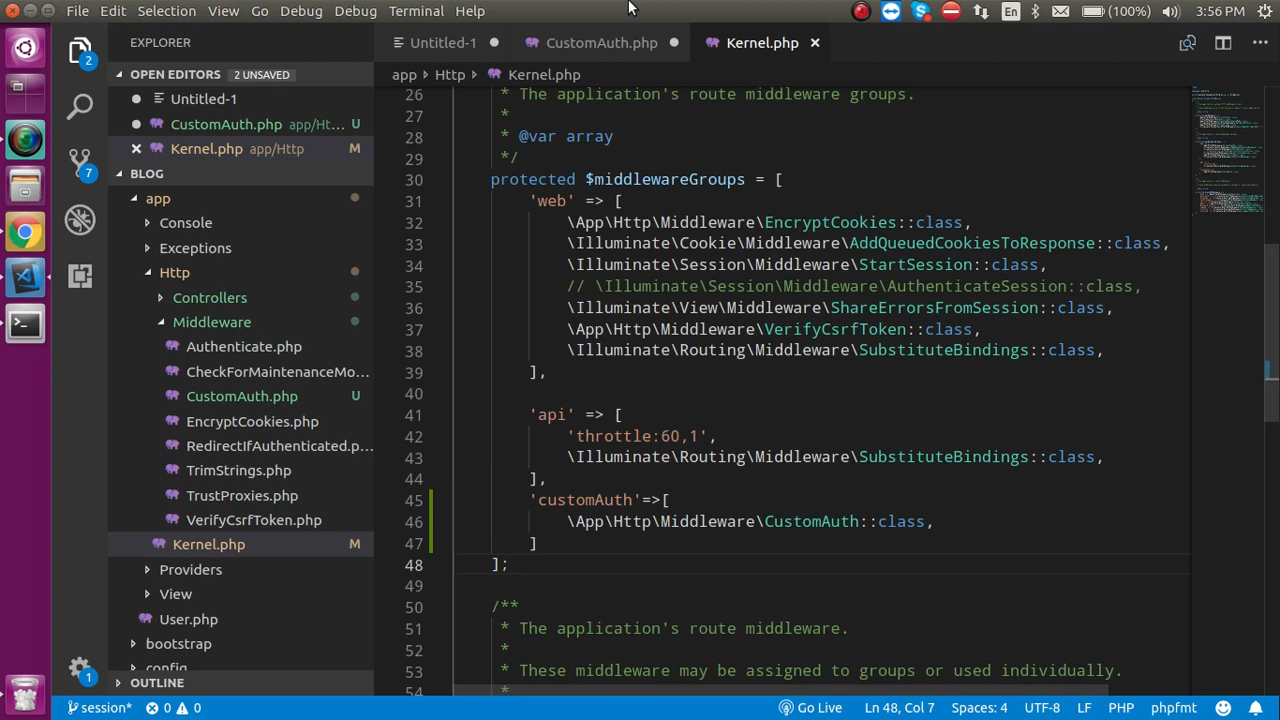 File Edit Selection View Go Debug Debug Terminal Help
En (100%) 3:56 PM
EXPLORER
Untitled-1 CustomAuth.php Kernel.php
OPEN EDITORS 2 UNSAVED
Untitled-1
CustomAuth.php app/Ht... U
Kernel.php app/Http M
BLOG
app
Console
Exceptions
Http
Controllers
Middleware
Authenticate.php
CheckForMaintenanceMo...
CustomAuth.php U
EncryptCookies.php
RedirectIfAuthenticated.p...
TrimStrings.php
TrustProxies.php
VerifyCsrfToken.php
Kernel.php M
Providers
View
User.php
bootstrap
config
OUTLINE
2
7
1
app Http Kernel.php
26 * The application's route middleware groups.
27 *
28 * @var array
29 */
30 protected $middlewareGroups = [
31 'web' => [
32 \App\Http\Middleware\EncryptCookies::class,
33 \Illuminate\Cookie\Middleware\AddQueuedCookiesToResponse::class,
34 \Illuminate\Session\Middleware\StartSession::class,
35 // \Illuminate\Session\Middleware\AuthenticateSession::class,
36 \Illuminate\View\Middleware\ShareErrorsFromSession::class,
37 \App\Http\Middleware\VerifyCsrfToken::class,
38 \Illuminate\Routing\Middleware\SubstituteBindings::class,
39 ],
40
41 'api' => [
42 'throttle:60,1',
43 \Illuminate\Routing\Middleware\SubstituteBindings::class,
44 ],
45 'customAuth'=>[
46 \App\Http\Middleware\CustomAuth::class,
47 ]
48 ];
49
50 /**
51 * The application's route middleware.
52 *
53 * These middleware may be assigned to groups or used individually.
54 *
session* 0 0 Go Live Ln 48, Col 7 Spaces: 4 UTF-8 LF PHP phpfmt